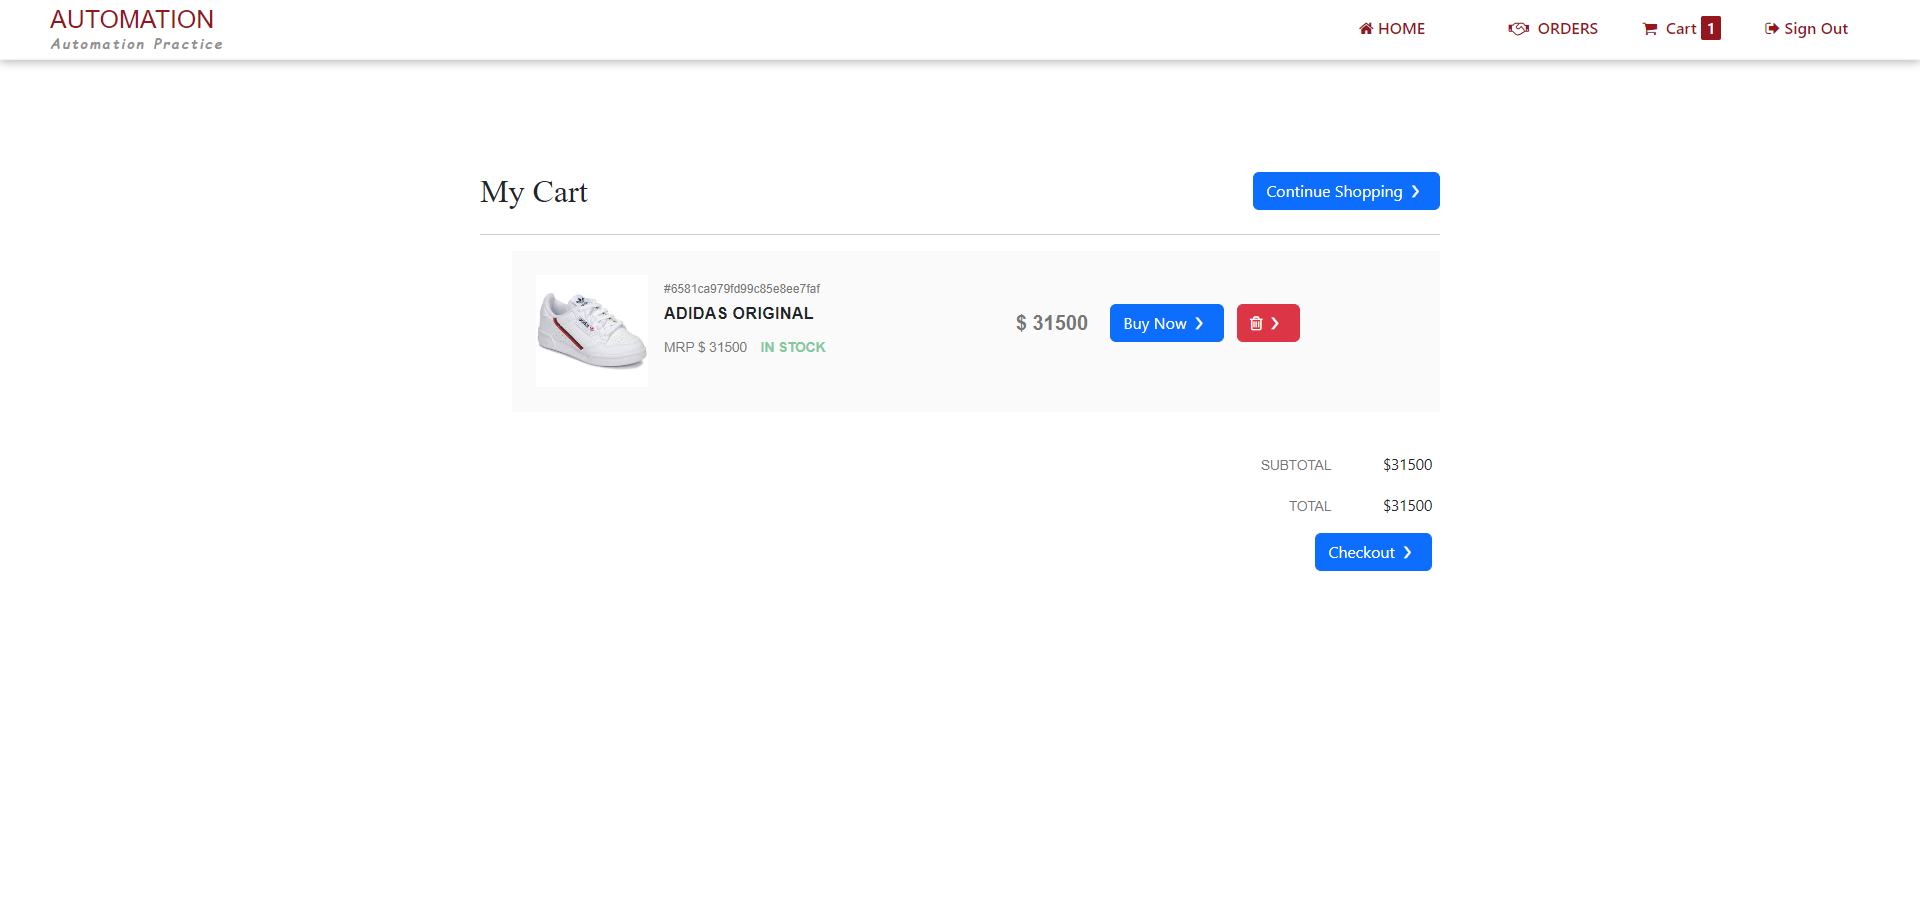 AUTOMATION
Automation Practice
HOME
ORDERS
Cart 1
Sign Out
My Cart
Continue Shopping
#6581ca979fd99c85e8ee7faf
ADIDAS ORIGINAL
MRP $ 31500 IN STOCK
$ 31500
Buy Now
SUBTOTAL $31500
TOTAL $31500
Checkout